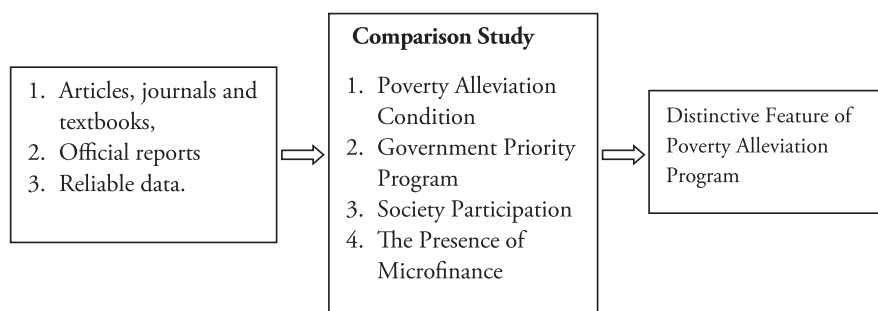 1. Articles, journals and
textbooks,
2. Official reports
3. Reliable data.
Comparison Study
1. Poverty Alleviation
Condition
2. Government Priority
Program
3. Society Participation
4. The Presence of
Microfinance
Distinctive Feature of
Poverty Alleviation
Program